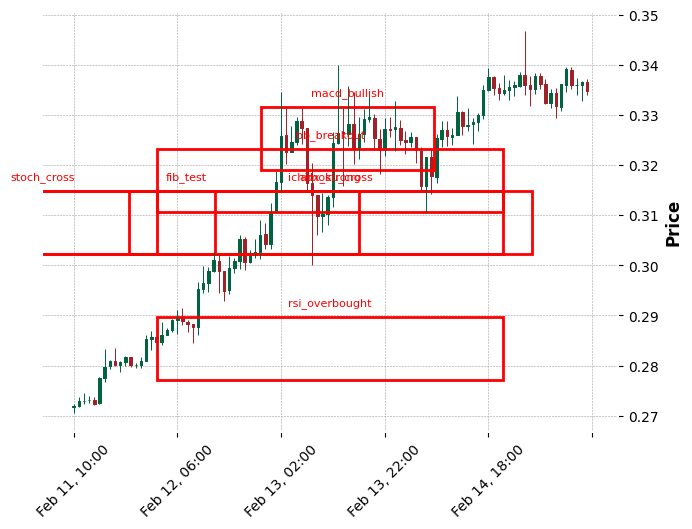 0.35
0.34
macd_bullish
0.33
0.32
stoch_cross
fib_test
0.31
Price
0.30
rsi_overbought
0.29
0.28
0.27
Feb 11, 10:00
Feb 12, 06:00
Feb 13, 02:00
Feb 13, 22:00
Feb 14, 18:00